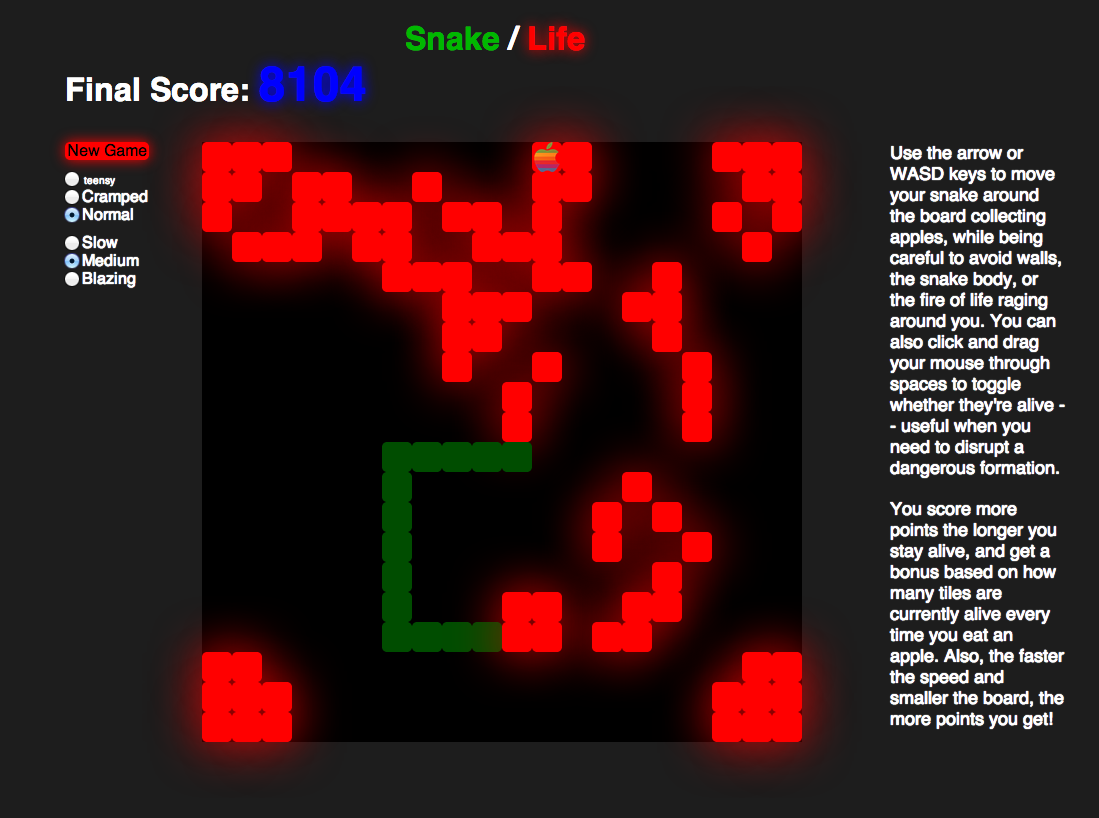 Snake / Life
Final Score: 8104
New Game
teensy
Cramped
Normal
Slow
Medium
Blazing
Use the arrow or
WASD keys to move
your snake around
the board collecting
apples, while being
careful to avoid walls,
the snake body, or
the fire of life raging
around you. You can
also click and drag
your mouse through
spaces to toggle
whether they're alive -
- useful when you
need to disrupt a
dangerous formation.
You score more
points the longer you
stay alive, and get a
bonus based on how
many tiles are
currently alive every
time you eat an
apple. Also, the faster
the speed and
smaller the board, the
more points you get!